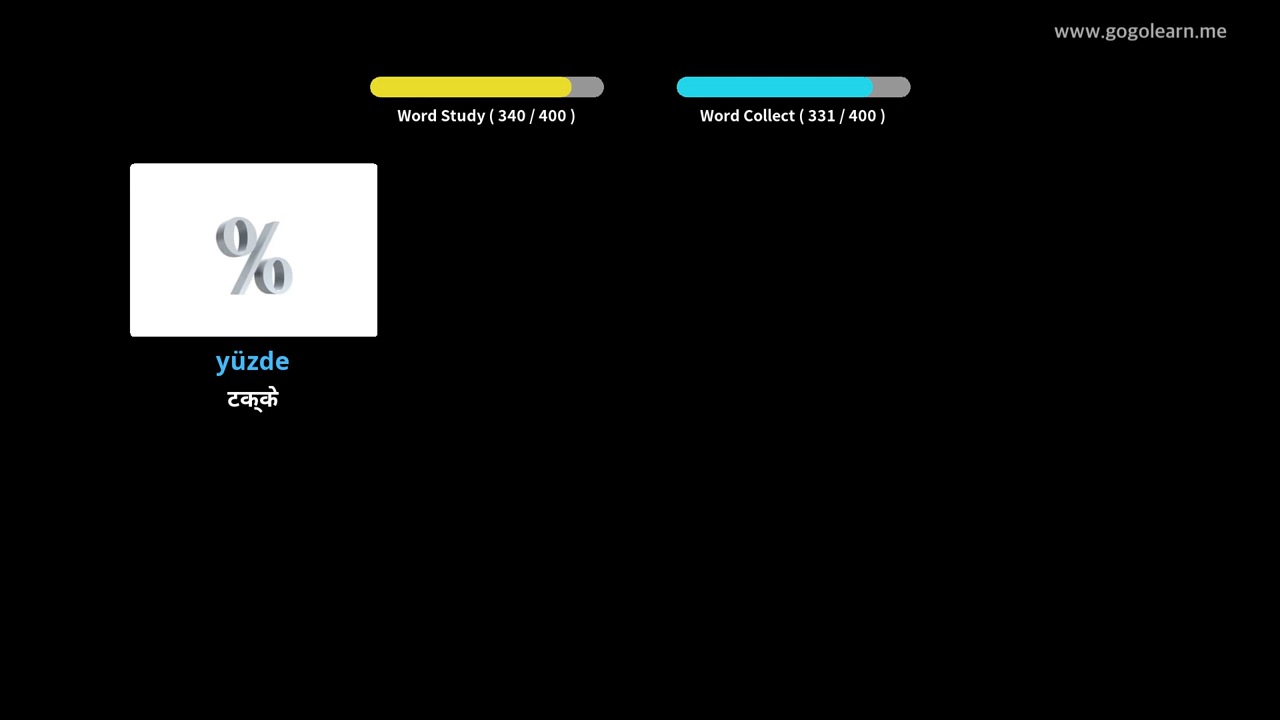 www.gogolearn.me
Word Study ( 340 / 400 )
Word Collect ( 331 / 400 )
%
yüzde
टक्‍के